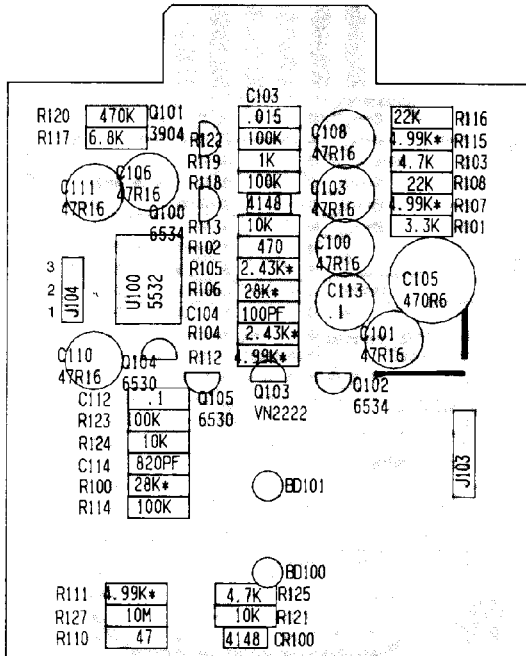 C103
R120 470K Q101 .015 22K R116
R117 6.8K 3904 R122 100K C108 4.99K* R115
R119 1K 47R16 4.7K R103
C106 R118 100K C103 22K R108
C111 47R16 4148 47R16 4.99K* R107
47R16 Q100 R113 10K 3.3K R101
6534 R102 470 C100
3 R105 2.43K* 47R16
2 J104 U100 5532 R106 28K* C113 C105
1 C104 100PF .1 470R6
R104 2.43K* C101
C110 Q104 R112 4.99K* 47R16
47R16 6530 Q105 Q103 Q102
C112 .1 6530 VN2222 6534
R123 100K
R124 10K
C114 820PF J103
R100 28K* BD101
R114 100K
BD100
R111 4.99K* 4.7K R125
R127 10M 10K R121
R110 47 4148 CR100